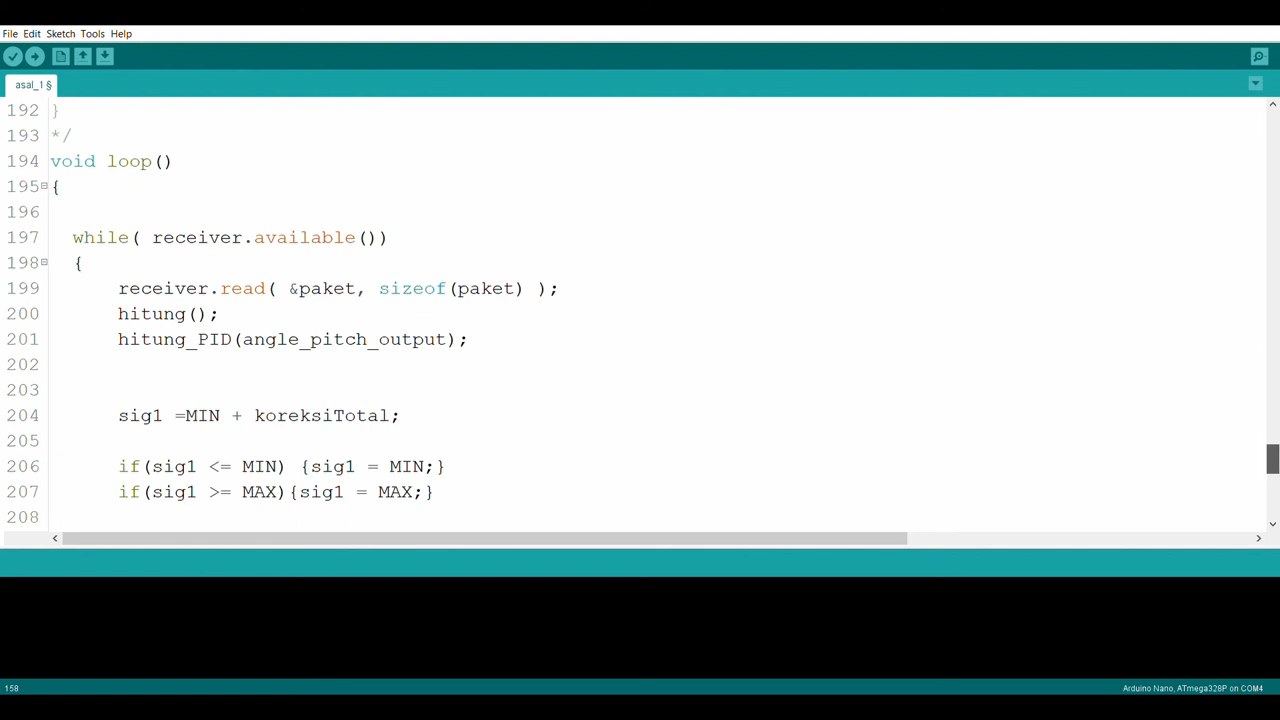 File Edit Sketch Tools Help
asal_1 §
192 }
193 */
194 void loop()
195 {
196
197 while( receiver.available())
198 {
199 receiver.read( &paket, sizeof(paket) );
200 hitung();
201 hitung_PID(angle_pitch_output);
202
203
204 sig1 =MIN + koreksiTotal;
205
206 if(sig1 <= MIN) {sig1 = MIN;}
207 if(sig1 >= MAX){sig1 = MAX;}
208
158 Arduino Nano, ATmega328P on COM4